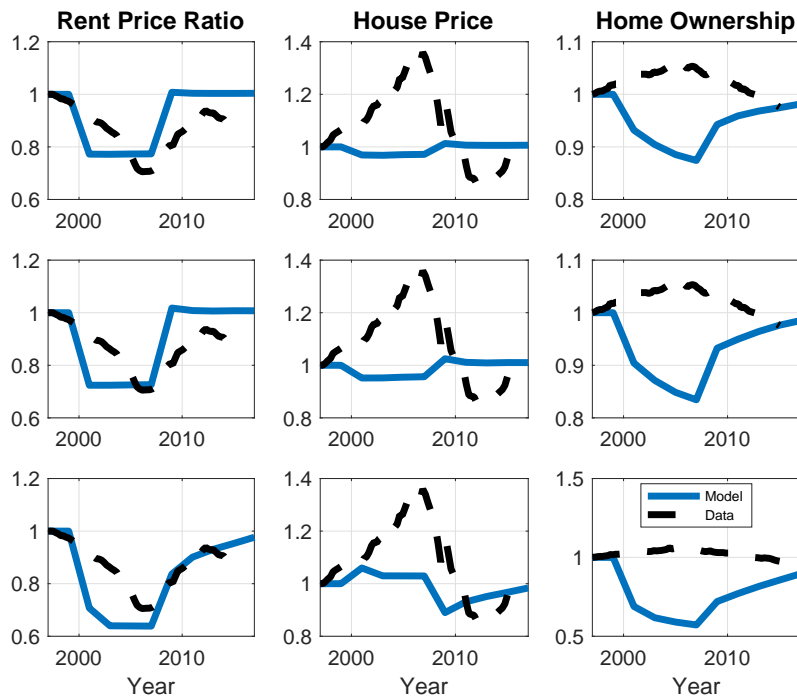 Rent Price Ratio House Price Home Ownership
1.2 1.4 1.1
1 1.2 1
0.8 1 0.9
0.6 0.8 0.8
2000 2010 2000 2010 2000 2010
1.2 1.4 1.1
1 1.2 1
0.8 1 0.9
0.6 0.8 0.8
2000 2010 2000 2010 2000 2010
1.2 1.4 1.5
Model
Data
1 1.2 1
0.8 1
0.6 0.8 0.5
2000 2010 2000 2010 2000 2010
Year Year Year